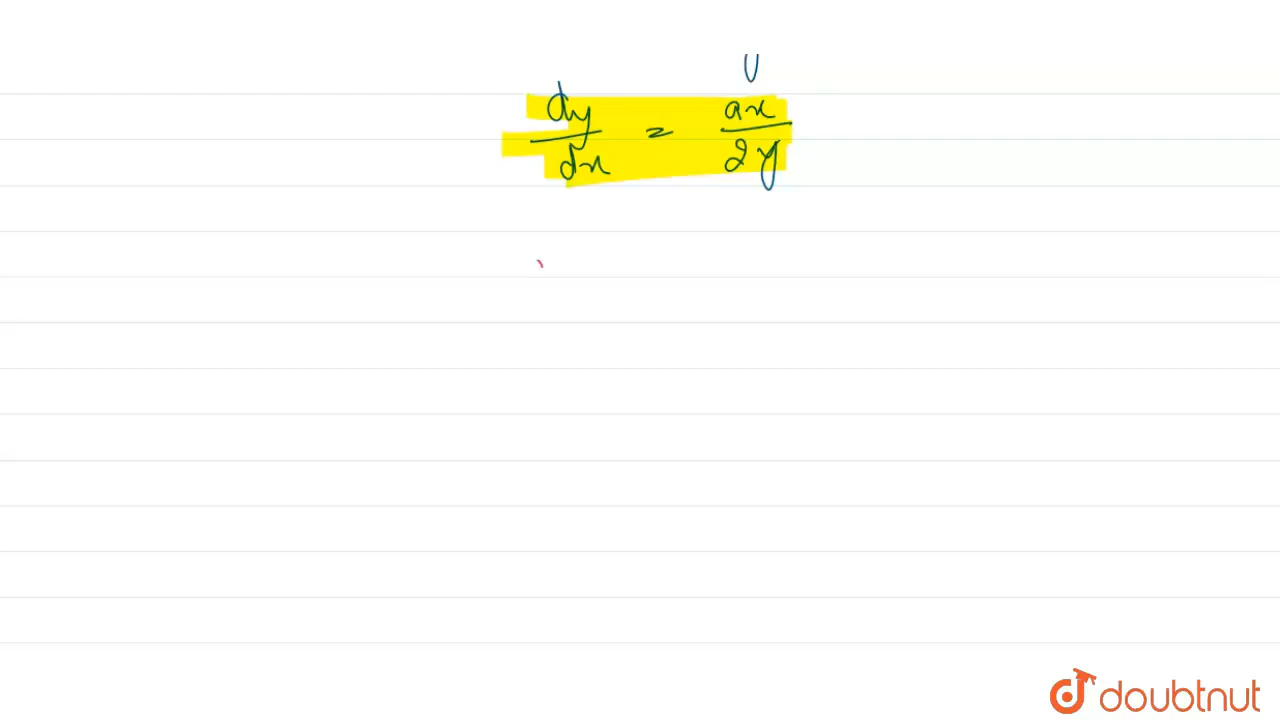 dy/dx = ax/2y
doubtnut